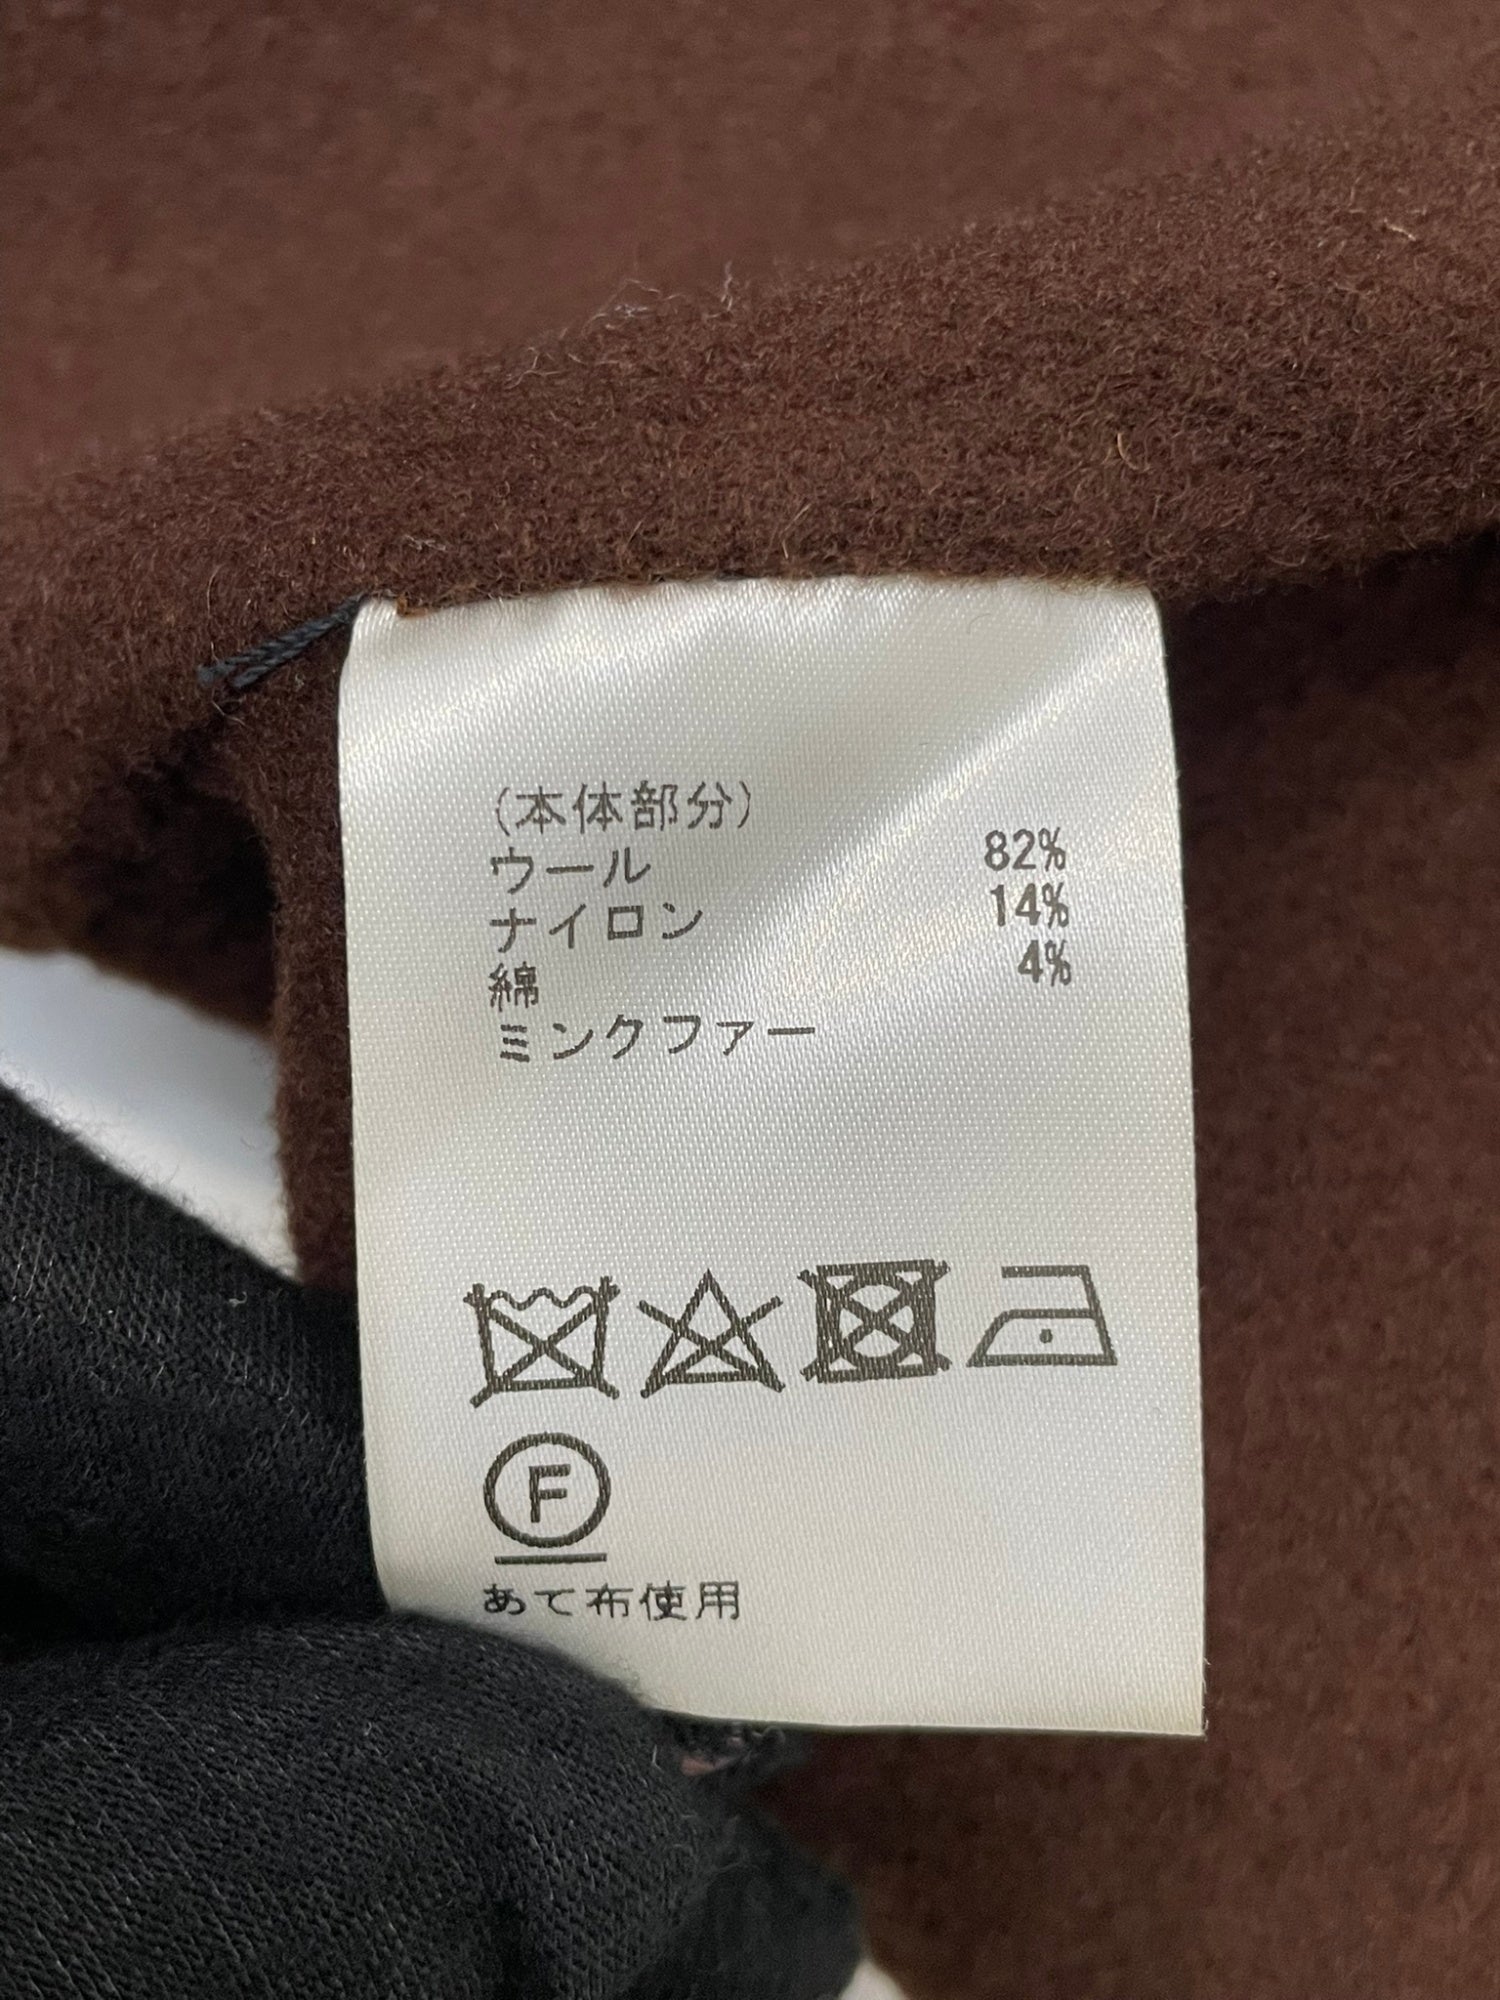 (本体部分)
ウール 82%
ナイロン 14%
綿 4%
ミンクファー
F
あて布使用